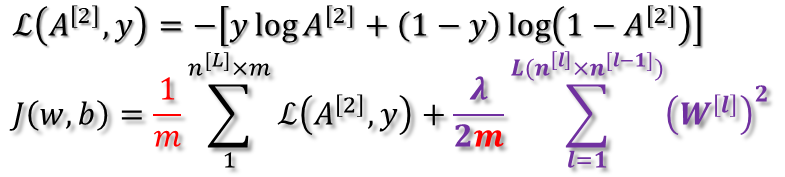 ℒ(A^[2], y) = −[y log A^[2] + (1 − y) log(1 − A^[2])]
J(w, b) = 1/m ∑_{1}^{n^[L]×m} ℒ(A^[2], y) + λ/2m ∑_{l=1}^{L(n^[l]×n^[l−1])} (W^[l])^2